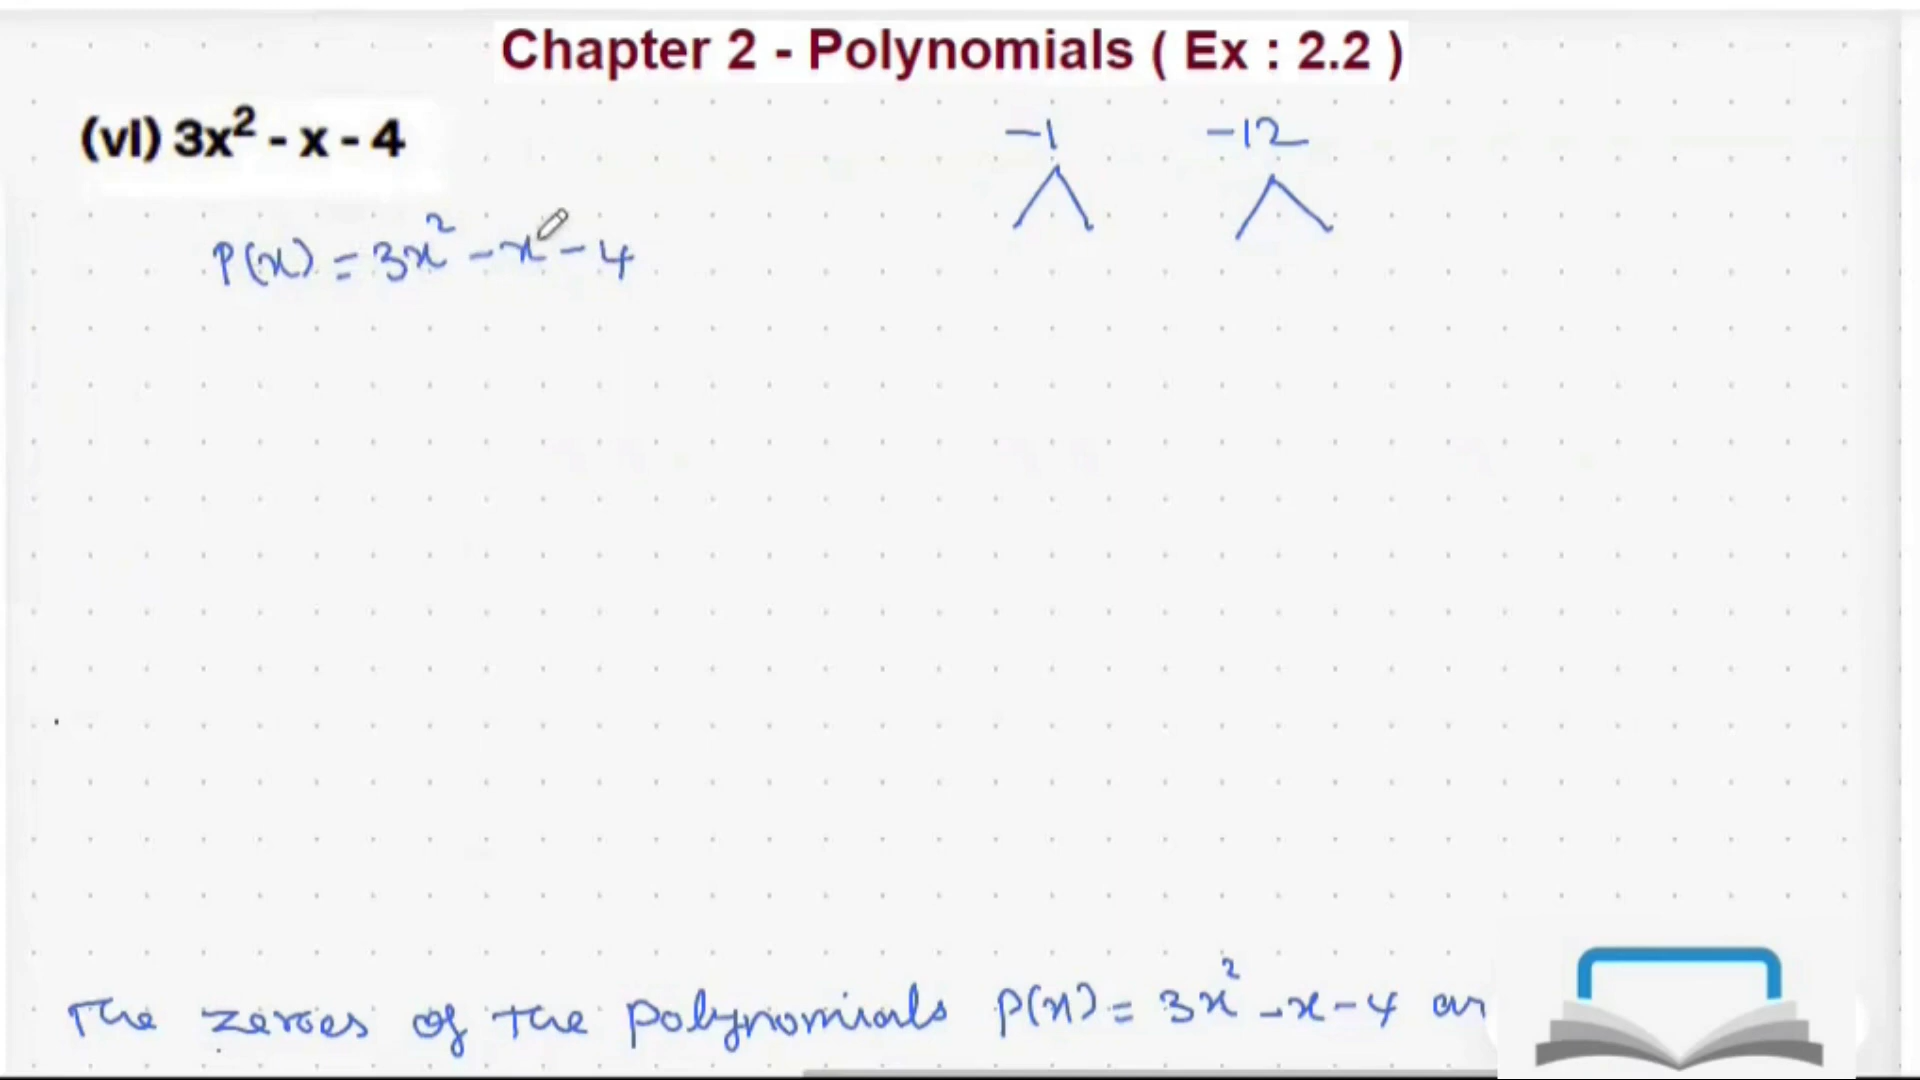 Chapter 2 - Polynomials ( Ex : 2.2 )
(vI) 3x² - x - 4
-1 -12
P(x) = 3x² - x - 4
The zeroes of the polynomials P(x) = 3x² - x - 4 ar